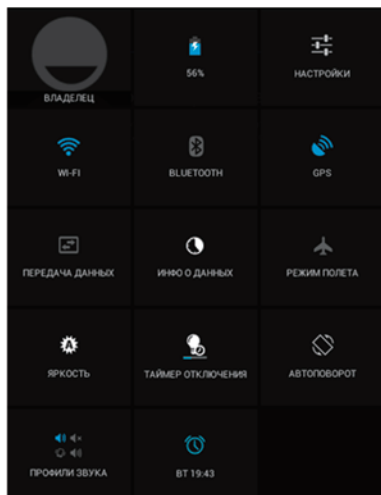 ВЛАДЕЛЕЦ
56%
НАСТРОЙКИ
WI-FI
BLUETOOTH
GPS
ПЕРЕДАЧА ДАННЫХ
ИНФО О ДАННЫХ
РЕЖИМ ПОЛЕТА
A
ЯРКОСТЬ
ТАЙМЕР ОТКЛЮЧЕНИЯ
АВТОПОВОРОТ
ПРОФИЛИ ЗВУКА
ВТ 19:43